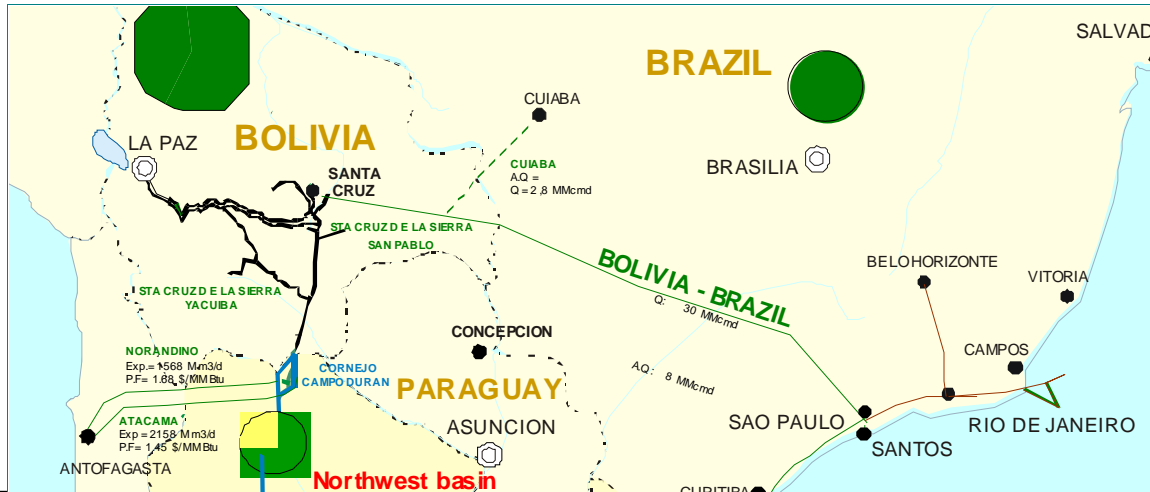 SALVAD
BRAZIL
CUIABA
BOLIVIA
LA PAZ
BRASILIA
CUIABA
A.Q =
Q = 2,8 MMcmd
SANTA
CRUZ
STA CRUZ DE LA SIERRA
SAN PABLO
BELO HORIZONTE
VITORIA
BOLIVIA - BRAZIL
Q: 30 MMcmd
STA CRUZ DE LA SIERRA
YACUIBA
CONCEPCION
NORANDINO
Exp.= 1568 Mm3/d
P.F= 1.68 $/MMBtu
CORNEJO
CAMPO DURAN
CAMPOS
A.Q: 8 MMcmd
PARAGUAY
ATACAMA
Exp = 2158 Mm3/d
P.F= 1.45 $/MMBtu
ASUNCION
SAO PAULO
RIO DE JANEIRO
SANTOS
ANTOFAGASTA
Northwest basin
CURITIBA